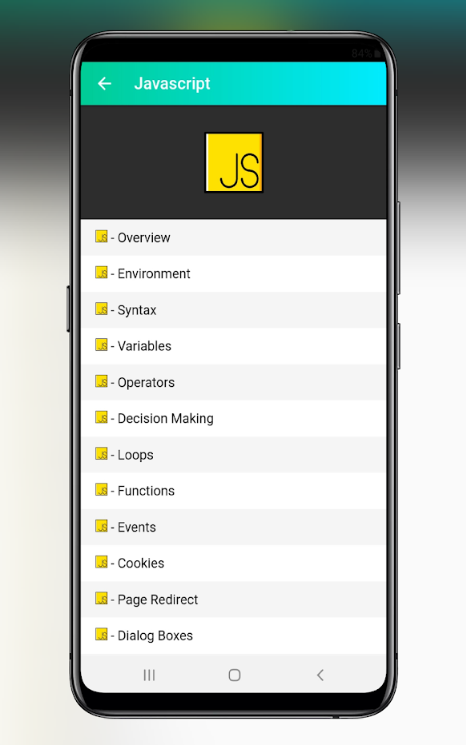 84%
Javascript
JS
JS - Overview
JS - Environment
JS - Syntax
JS - Variables
JS - Operators
JS - Decision Making
JS - Loops
JS - Functions
JS - Events
JS - Cookies
JS - Page Redirect
JS - Dialog Boxes